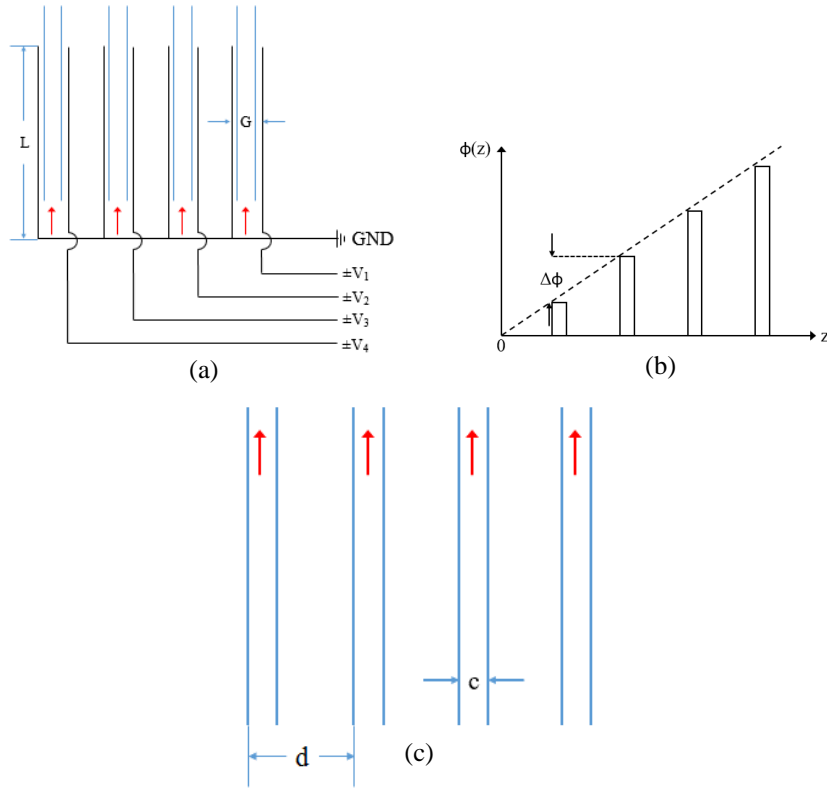 L
G
GND
±V₁
±V₂
±V₃
±V₄
(a)
ϕ(z)
Δϕ
0
z
(b)
c
d
(c)